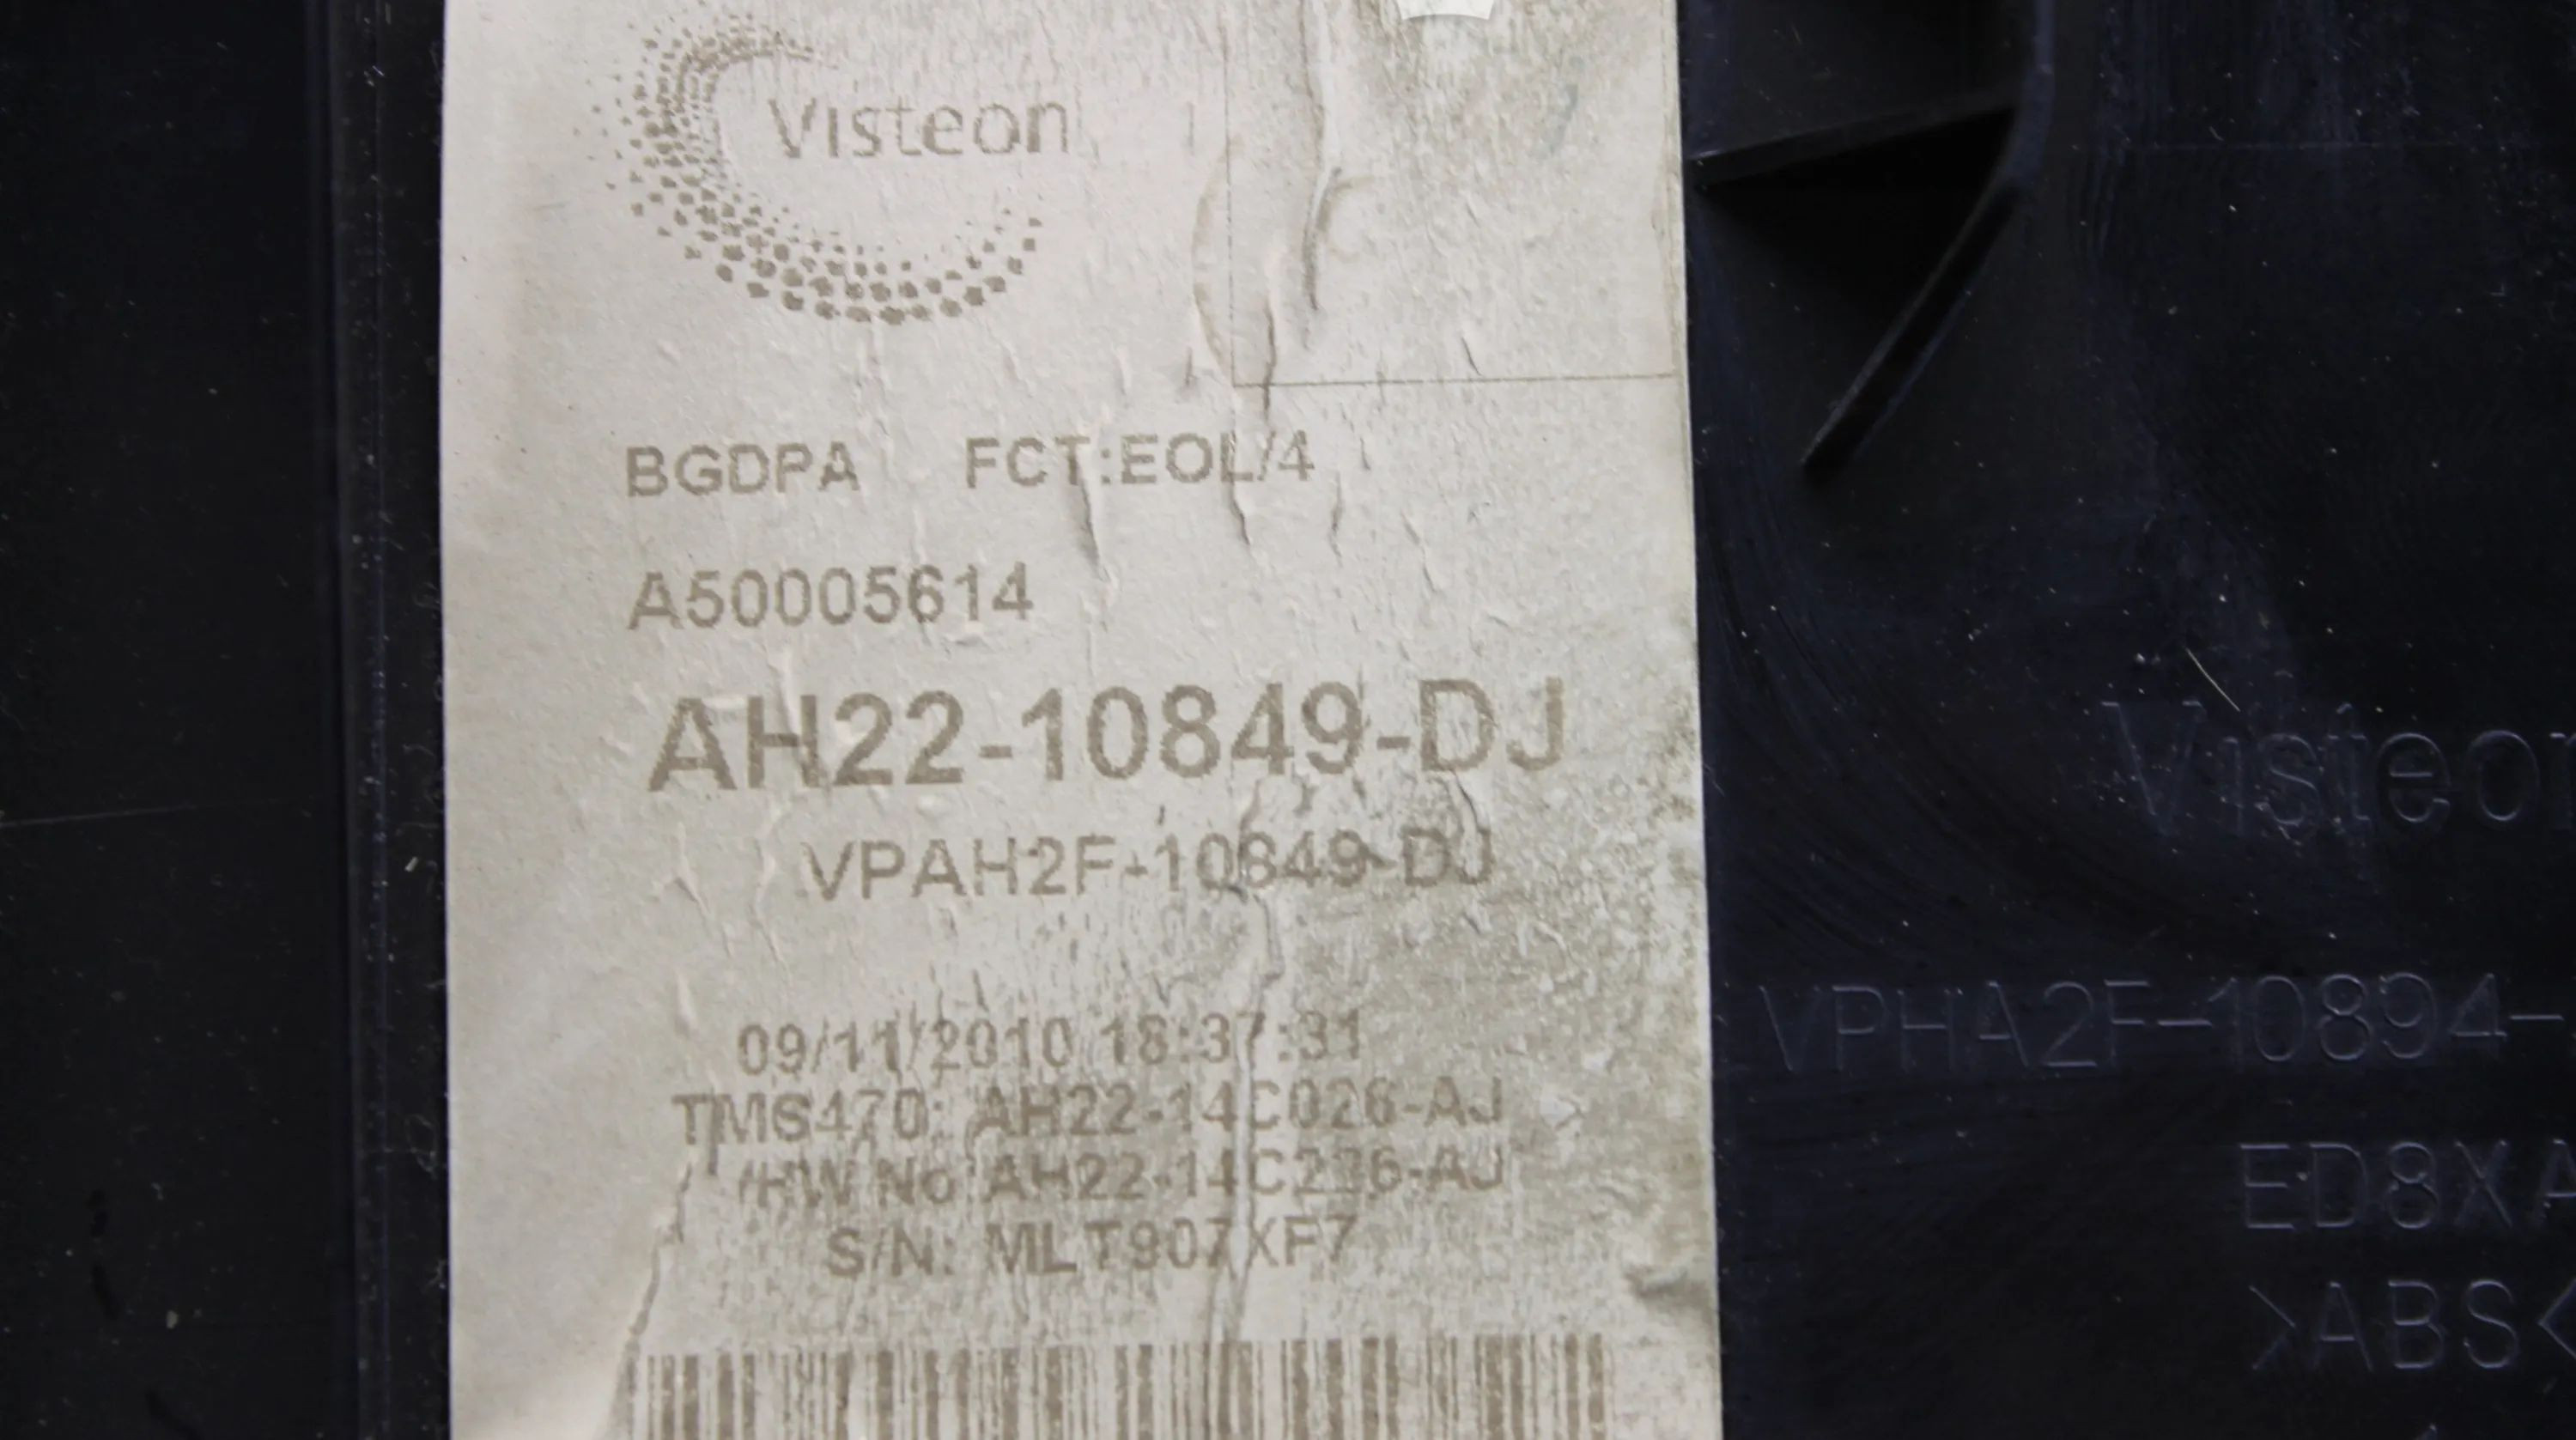 Visteon
BGDPA FCT:EOL/4
A50005614
AH22-10849-DJ
VPAH2F-10849-DJ
09/11/2010 18:37:31
TMS470: AH22-14C026-AJ
HW No AH22-14C236-AJ
S/N: MLT907XF7
Visteon
VPHA2F-10894-
ED8XA
>ABS<